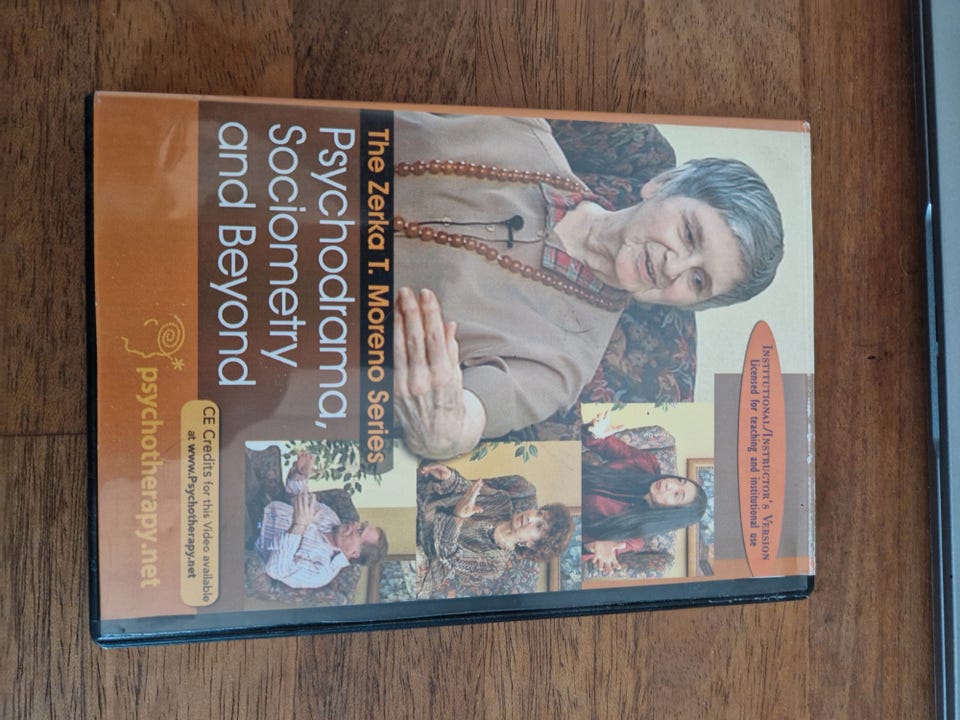 INSTITUTIONAL/INSTRUCTOR'S VERSION
Licensed for teaching and institutional use
The Zerka T. Moreno Series
Psychodrama,
Sociometry
and Beyond
CE Credits for this Video available
at www.Psychotherapy.net
psychotherapy.net